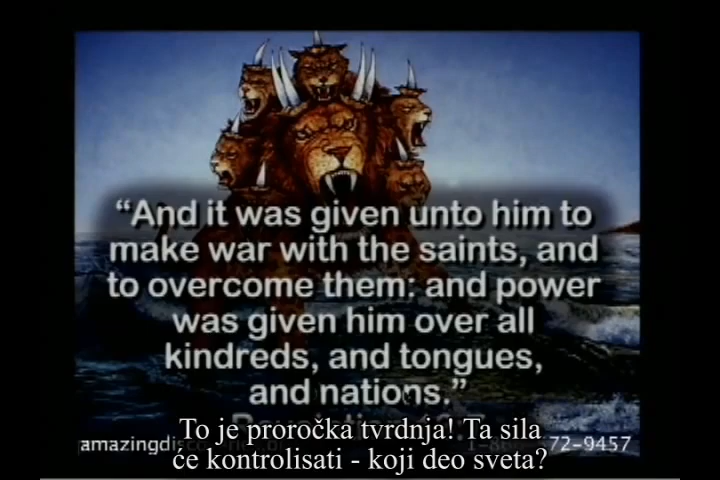 “And it was given unto him to
make war with the saints, and
to overcome them: and power
was given him over all
kindreds, and tongues,
and nations.”
To je proročka tvrdnja! Ta sila
će kontrolisati - koji deo sveta?
amazingdis 72-9457